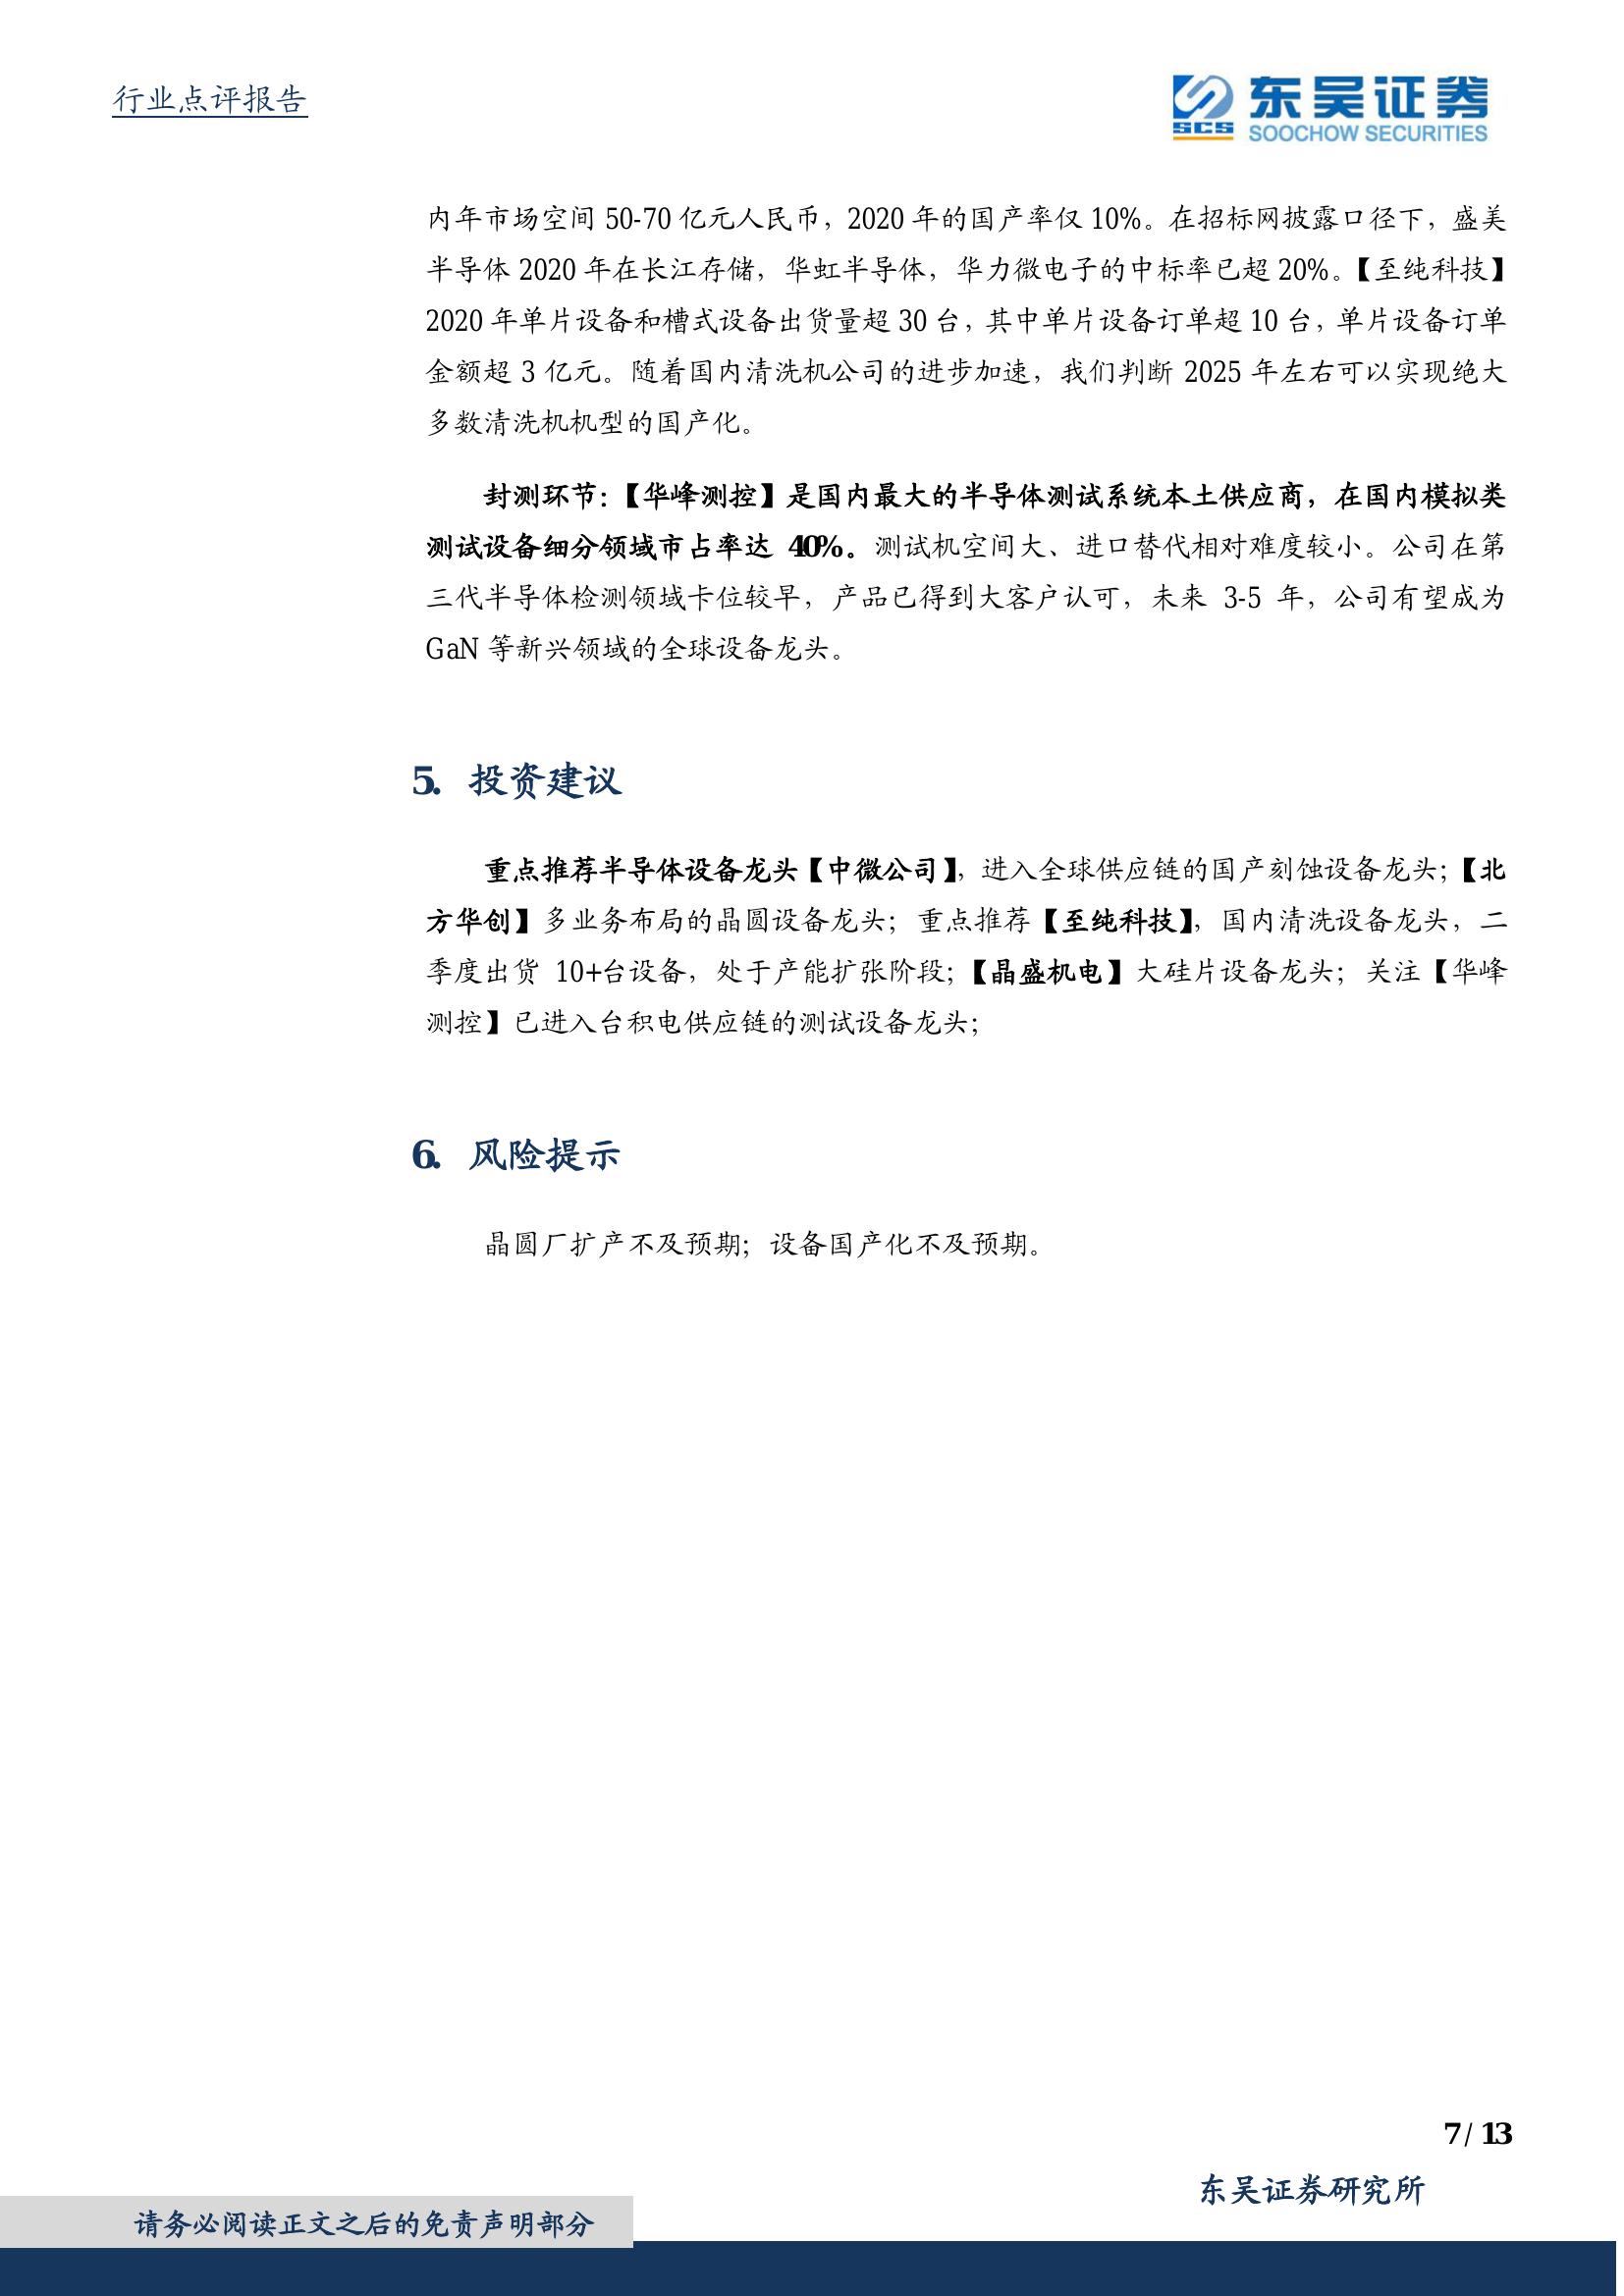 行业点评报告
SCS
东吴证券
SOOCHOW SECURITIES
内年市场空间 50-70 亿元人民币，2020 年的国产率仅 10%。在招标网披露口径下，盛美
半导体 2020 年在长江存储，华虹半导体，华力微电子的中标率已超 20%。【至纯科技】
2020 年单片设备和槽式设备出货量超 30 台，其中单片设备订单超 10 台，单片设备订单
金额超 3 亿元。随着国内清洗机公司的进步加速，我们判断 2025 年左右可以实现绝大
多数清洗机机型的国产化。
封测环节：【华峰测控】是国内最大的半导体测试系统本土供应商，在国内模拟类
测试设备细分领域市占率达 40%。测试机空间大、进口替代相对难度较小。公司在第
三代半导体检测领域卡位较早，产品已得到大客户认可，未来 3-5 年，公司有望成为
GaN 等新兴领域的全球设备龙头。
5. 投资建议
重点推荐半导体设备龙头【中微公司】，进入全球供应链的国产刻蚀设备龙头；【北
方华创】多业务布局的晶圆设备龙头；重点推荐【至纯科技】，国内清洗设备龙头，二
季度出货 10+台设备，处于产能扩张阶段；【晶盛机电】大硅片设备龙头；关注【华峰
测控】已进入台积电供应链的测试设备龙头；
6. 风险提示
晶圆厂扩产不及预期；设备国产化不及预期。
7 / 13
东吴证券研究所
请务必阅读正文之后的免责声明部分